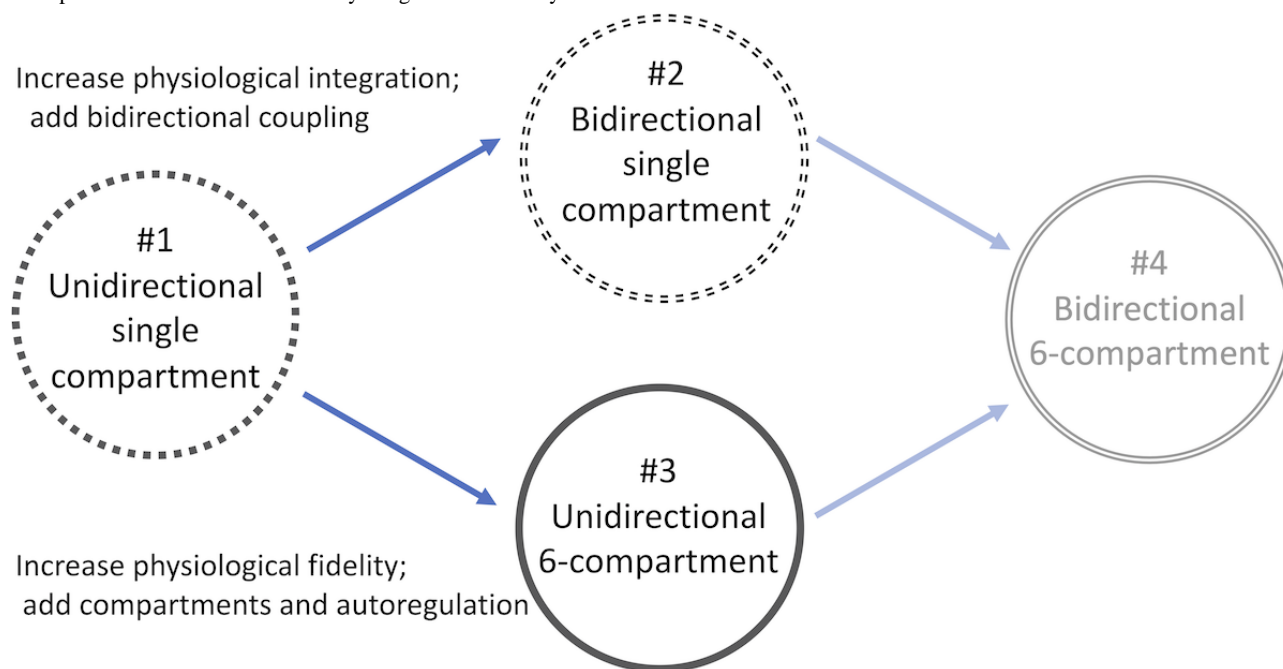 Increase physiological integration;
add bidirectional coupling
#1
Unidirectional
single
compartment
#2
Bidirectional
single
compartment
#3
Unidirectional
6-compartment
Increase physiological fidelity;
add compartments and autoregulation
#4
Bidirectional
6-compartment